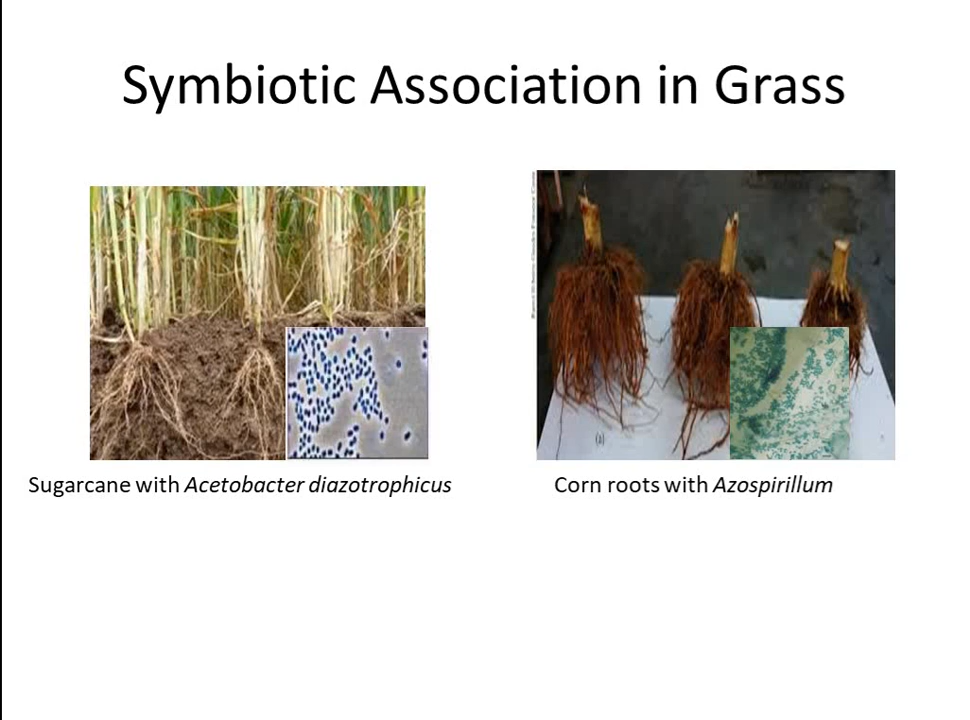 Symbiotic Association in Grass
(a)
Sugarcane with Acetobacter diazotrophicus
Corn roots with Azospirillum